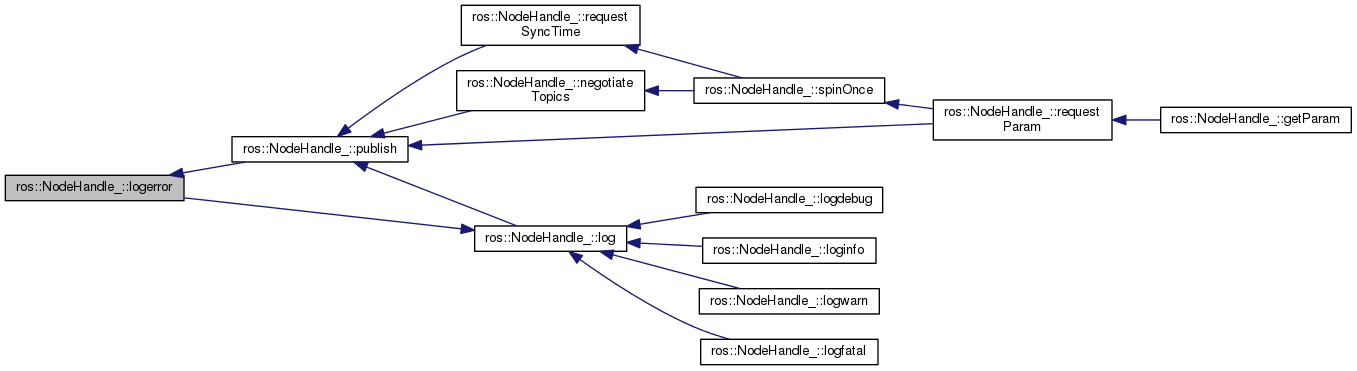 ros::NodeHandle_::request
SyncTime
ros::NodeHandle_::negotiate
Topics
ros::NodeHandle_::spinOnce
ros::NodeHandle_::request
Param
ros::NodeHandle_::getParam
ros::NodeHandle_::publish
ros::NodeHandle_::logerror
ros::NodeHandle_::log
ros::NodeHandle_::logdebug
ros::NodeHandle_::loginfo
ros::NodeHandle_::logwarn
ros::NodeHandle_::logfatal